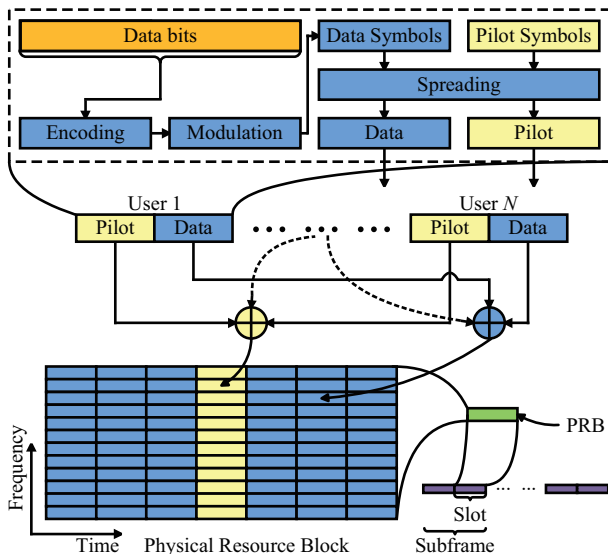 Data bits
Data Symbols
Pilot Symbols
Spreading
Encoding
Modulation
Data
Pilot
User 1
User N
Pilot
Data
Pilot
Data
Frequency
PRB
Slot
Time
Physical Resource Block
Subframe